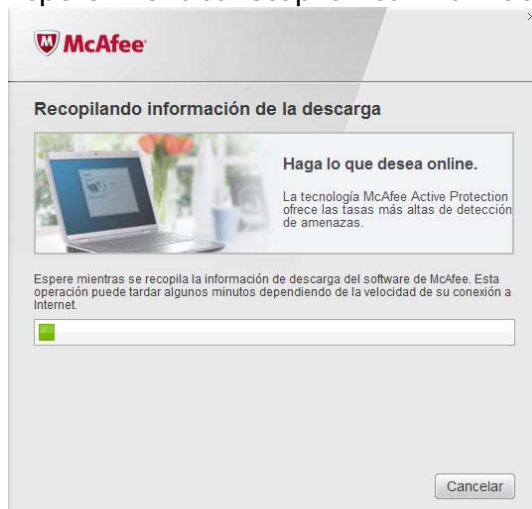 McAfee
Recopilando información de la descarga
Haga lo que desea online.
La tecnología McAfee Active Protection
ofrece las tasas más altas de detección
de amenazas.
Espere mientras se recopila la información de descarga del software de McAfee. Esta
operación puede tardar algunos minutos dependiendo de la velocidad de su conexión a
Internet.
Cancelar